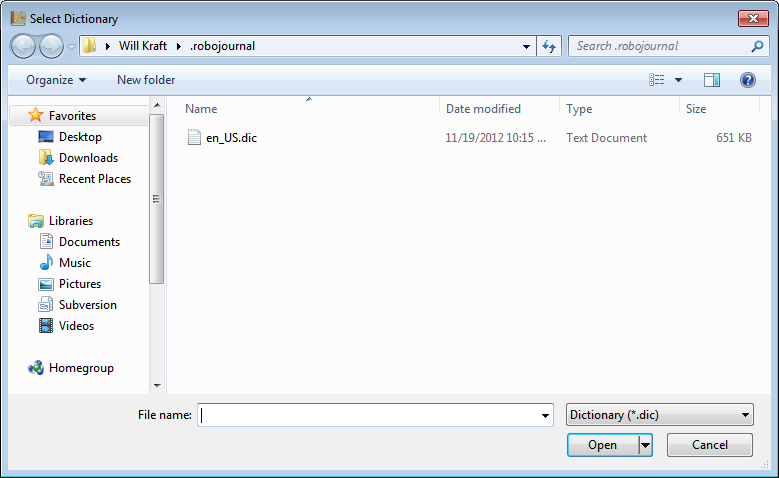 Select Dictionary
Will Kraft .robojournal Search .robojournal
Organize New folder
Name Date modified Type Size
en_US.dic 11/19/2012 10:15 ... Text Document 651 KB
Favorites
Desktop
Downloads
Recent Places
Libraries
Documents
Music
Pictures
Subversion
Videos
Homegroup
File name: Dictionary (*.dic)
Open Cancel